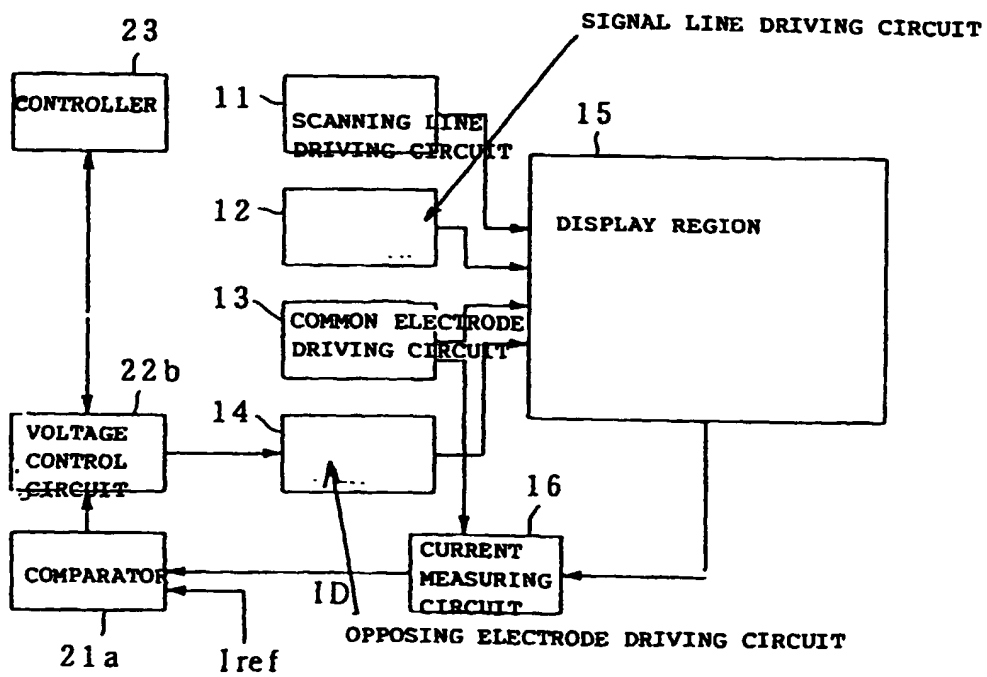 SIGNAL LINE DRIVING CIRCUIT
23
CONTROLLER
11
SCANNING LINE
DRIVING CIRCUIT
15
DISPLAY REGION
12
...
13
COMMON ELECTRODE
DRIVING CIRCUIT
22b
VOLTAGE
CONTROL
CIRCUIT
14
16
CURRENT
MEASURING
CIRCUIT
COMPARATOR
ID
OPPOSING ELECTRODE DRIVING CIRCUIT
21a
Iref